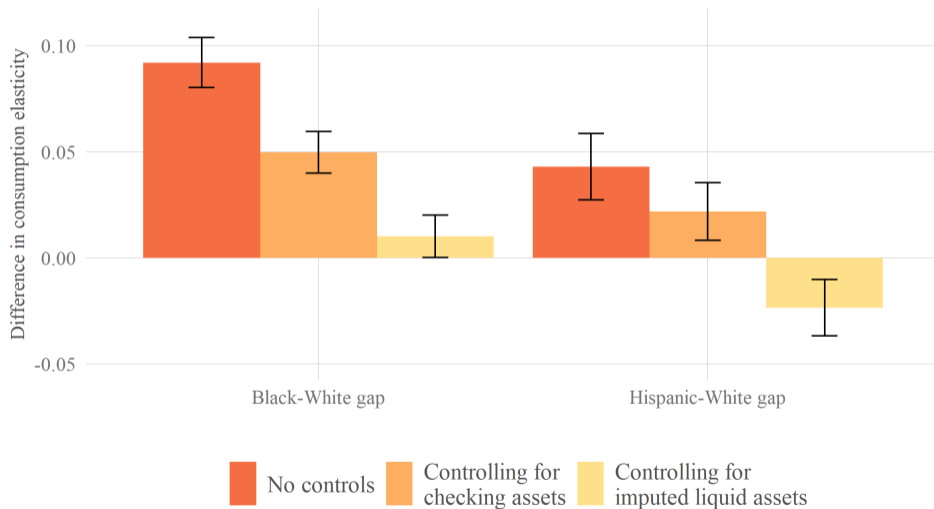 Difference in consumption elasticity
0.10
0.05
0.00
-0.05
Black-White gap
Hispanic-White gap
No controls
Controlling for
checking assets
Controlling for
imputed liquid assets